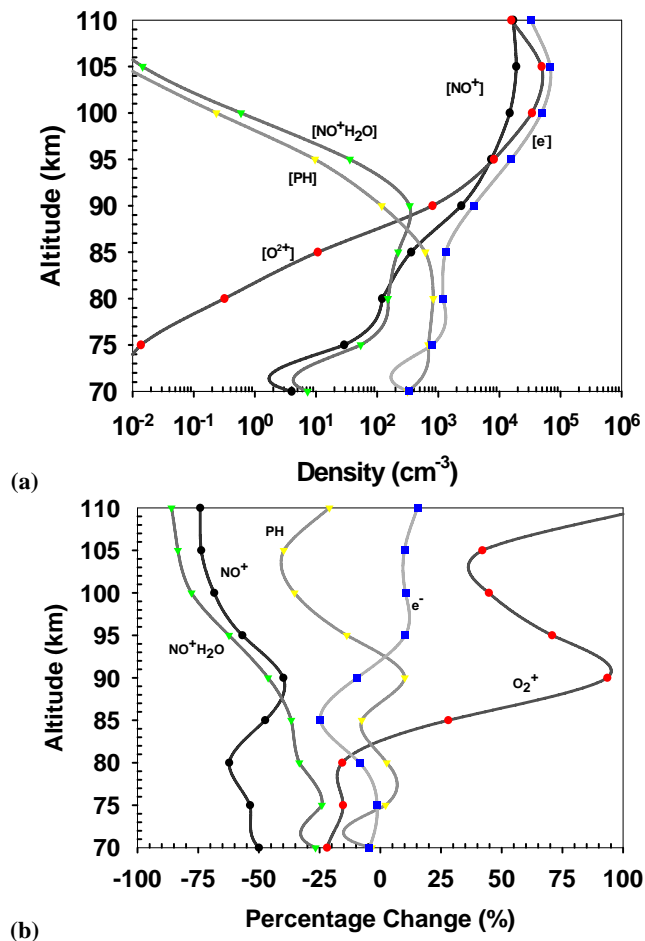 110
105
100
95
90
85
80
75
70
Altitude (km)
[NO⁺]
[NO⁺H₂O]
[e⁻]
[PH]
[O²⁺]
10⁻² 10⁻¹ 10⁰ 10¹ 10² 10³ 10⁴ 10⁵ 10⁶
Density (cm⁻³)
(a)
110
105
100
95
90
85
80
75
70
Altitude (km)
PH
NO⁺
e⁻
NO⁺H₂O
O₂⁺
-100 -75 -50 -25 0 25 50 75 100
Percentage Change (%)
(b)